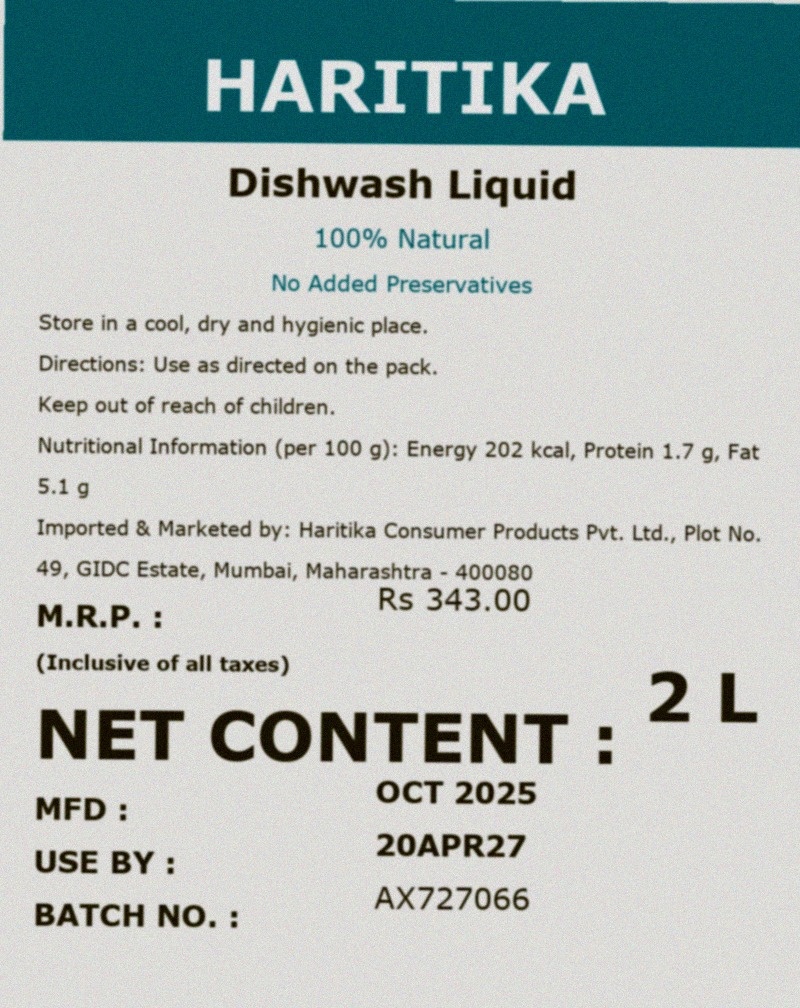 HARITIKA
Dishwash Liquid
100% Natural
No Added Preservatives
Store in a cool, dry and hygienic place.
Directions: Use as directed on the pack.
Keep out of reach of children.
Nutritional Information (per 100 g): Energy 202 kcal, Protein 1.7 g, Fat
5.1 g
Imported & Marketed by: Haritika Consumer Products Pvt. Ltd., Plot No.
49, GIDC Estate, Mumbai, Maharashtra - 400080
M.R.P. : Rs 343.00
(Inclusive of all taxes)
NET CONTENT : 2 L
MFD : OCT 2025
USE BY : 20APR27
BATCH NO. : AX727066